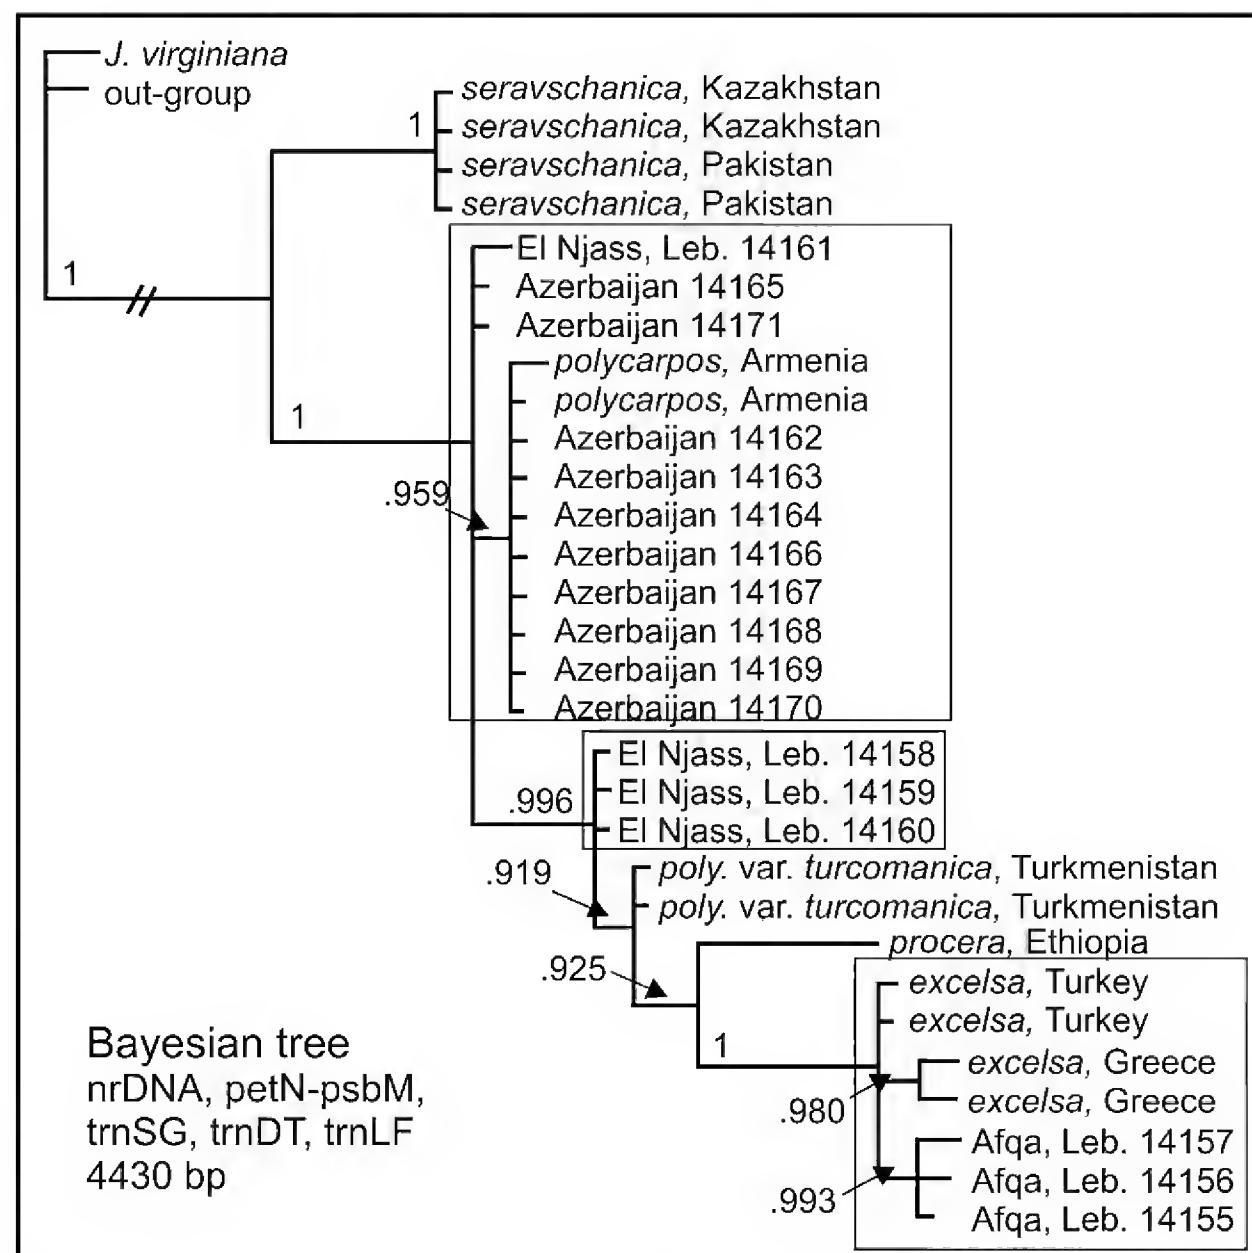 J. virginiana
out-group
seravschanica, Kazakhstan
1
seravschanica, Kazakhstan
seravschanica, Pakistan
seravschanica, Pakistan
El Njass, Leb. 14161
1
Azerbaijan 14165
Azerbaijan 14171
polycarpos, Armenia
polycarpos, Armenia
1
Azerbaijan 14162
Azerbaijan 14163
.959
Azerbaijan 14164
Azerbaijan 14166
Azerbaijan 14167
Azerbaijan 14168
Azerbaijan 14169
Azerbaijan 14170
El Njass, Leb. 14158
El Njass, Leb. 14159
.996
El Njass, Leb. 14160
.919
poly. var. turcomanica, Turkmenistan
poly. var. turcomanica, Turkmenistan
procera, Ethiopia
.925
excelsa, Turkey
excelsa, Turkey
1
excelsa, Greece
excelsa, Greece
.980
Afqa, Leb. 14157
Afqa, Leb. 14156
.993
Afqa, Leb. 14155
Bayesian tree
nrDNA, petN-psbM,
trnSG, trnDT, trnLF
4430 bp